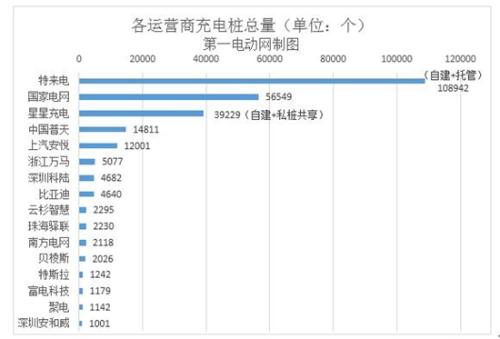 各运营商充电桩总量（单位：个）
第一电动网制图
0 20000 40000 60000 80000 100000 120000
特来电 （自建+托管） 108942
国家电网 56549
星星充电 39229（自建+私桩共享）
中国普天 14811
上汽安悦 12001
浙江万马 5077
深圳科陆 4682
比亚迪 4640
云杉智慧 2295
珠海驿联 2230
南方电网 2118
贝棱斯 2026
特斯拉 1242
富电科技 1179
聚电 1142
深圳安和威 1001